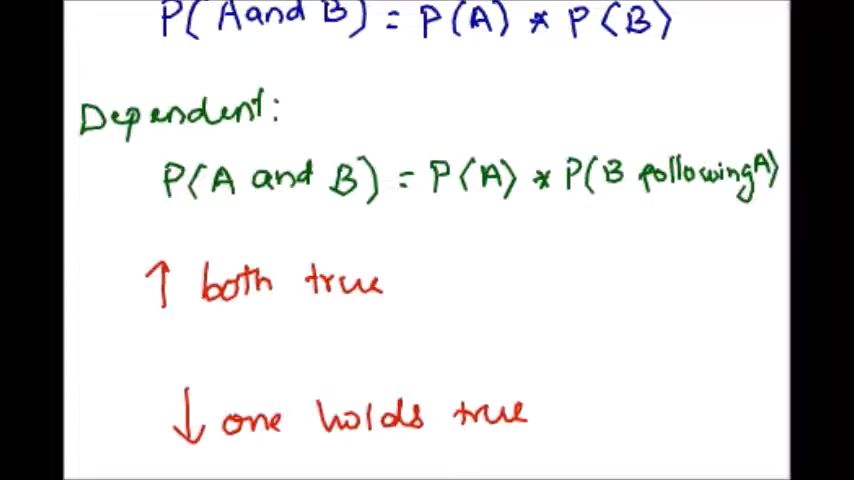 P(A and B) = P(A) * P(B)
Dependent:
P(A and B) = P(A) * P(B following A)
↑ both true
↓ one holds true